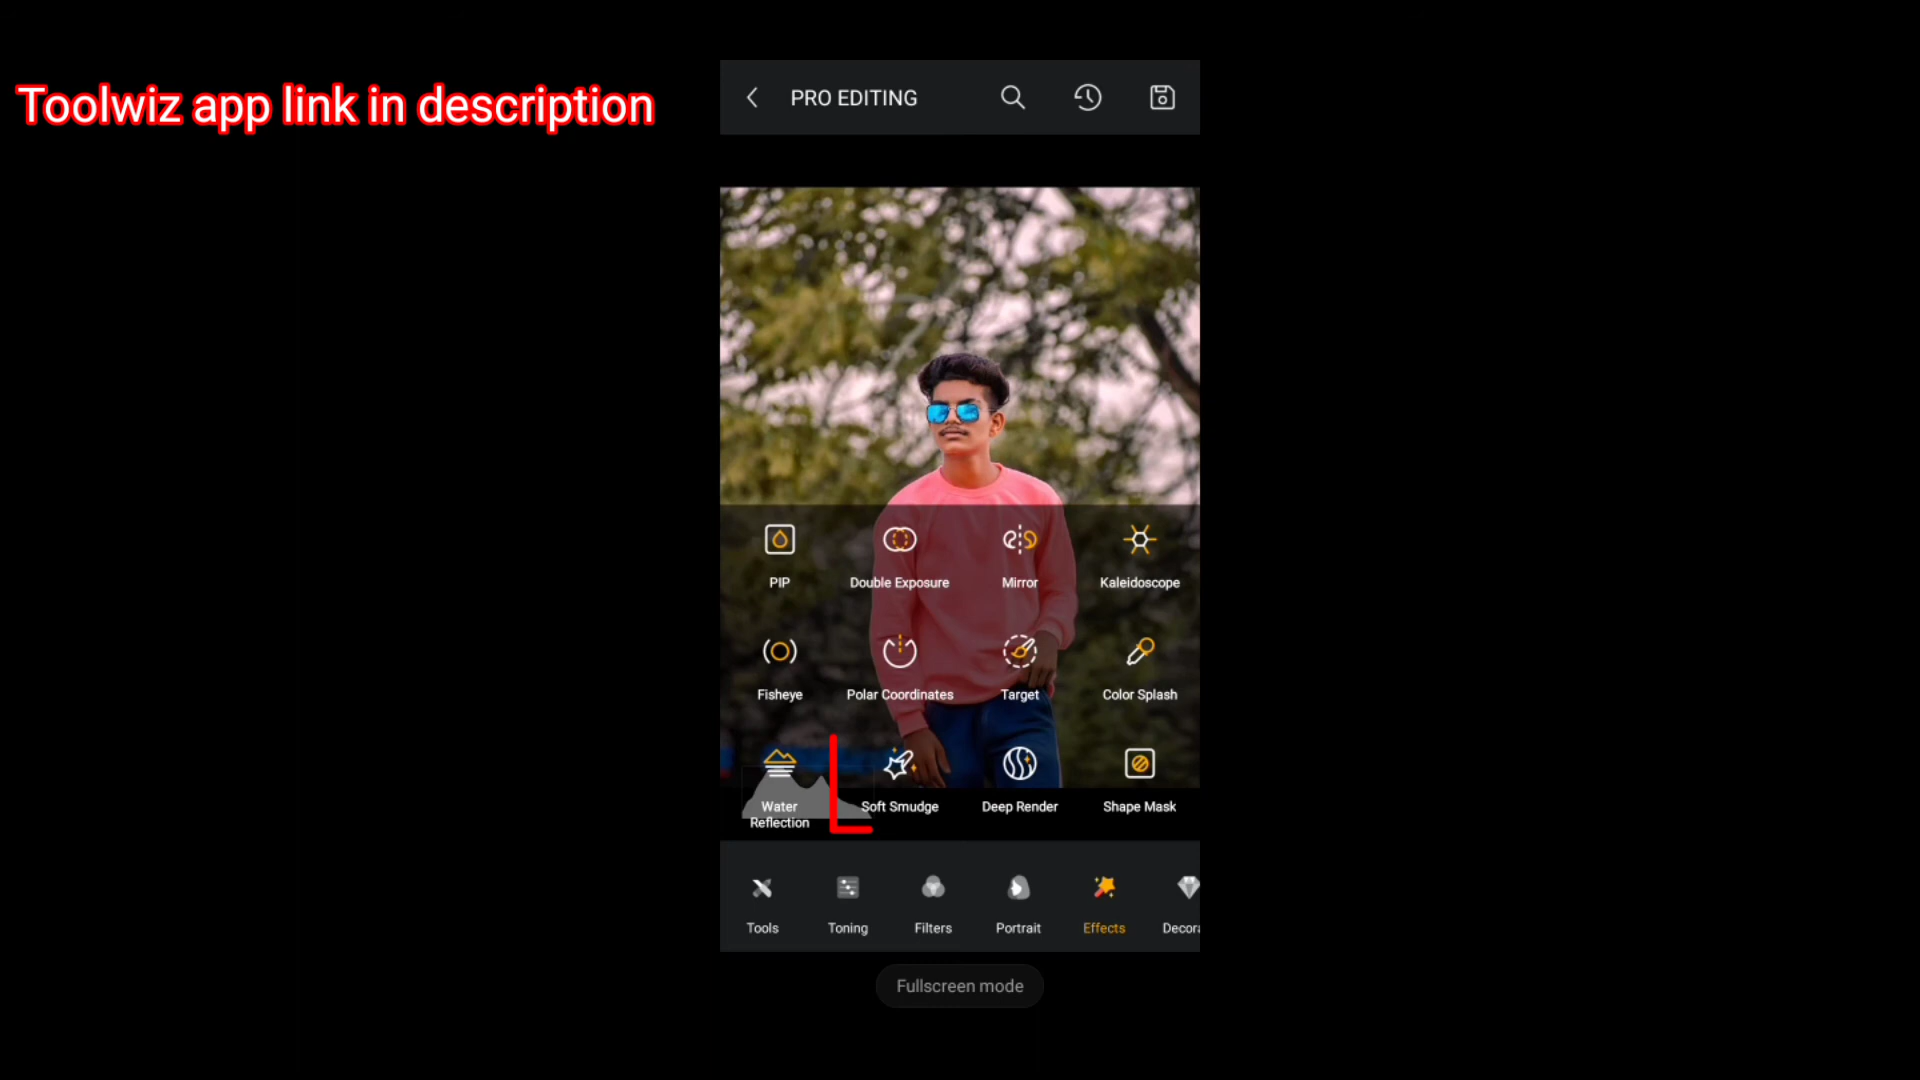 Toolwiz app link in description
PRO EDITING
PIP
Double Exposure
Mirror
Kaleidoscope
Fisheye
Polar Coordinates
Target
Color Splash
Water
Reflection
Soft Smudge
Deep Render
Shape Mask
Tools
Toning
Filters
Portrait
Effects
Decora
Fullscreen mode